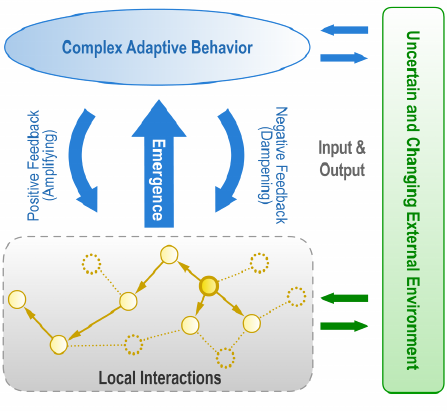 Complex Adaptive Behavior
Positive Feedback
(Amplifying)
Emergence
Negative Feedback
(Dampening)
Input &
Output
Uncertain and Changing External Environment
Local Interactions